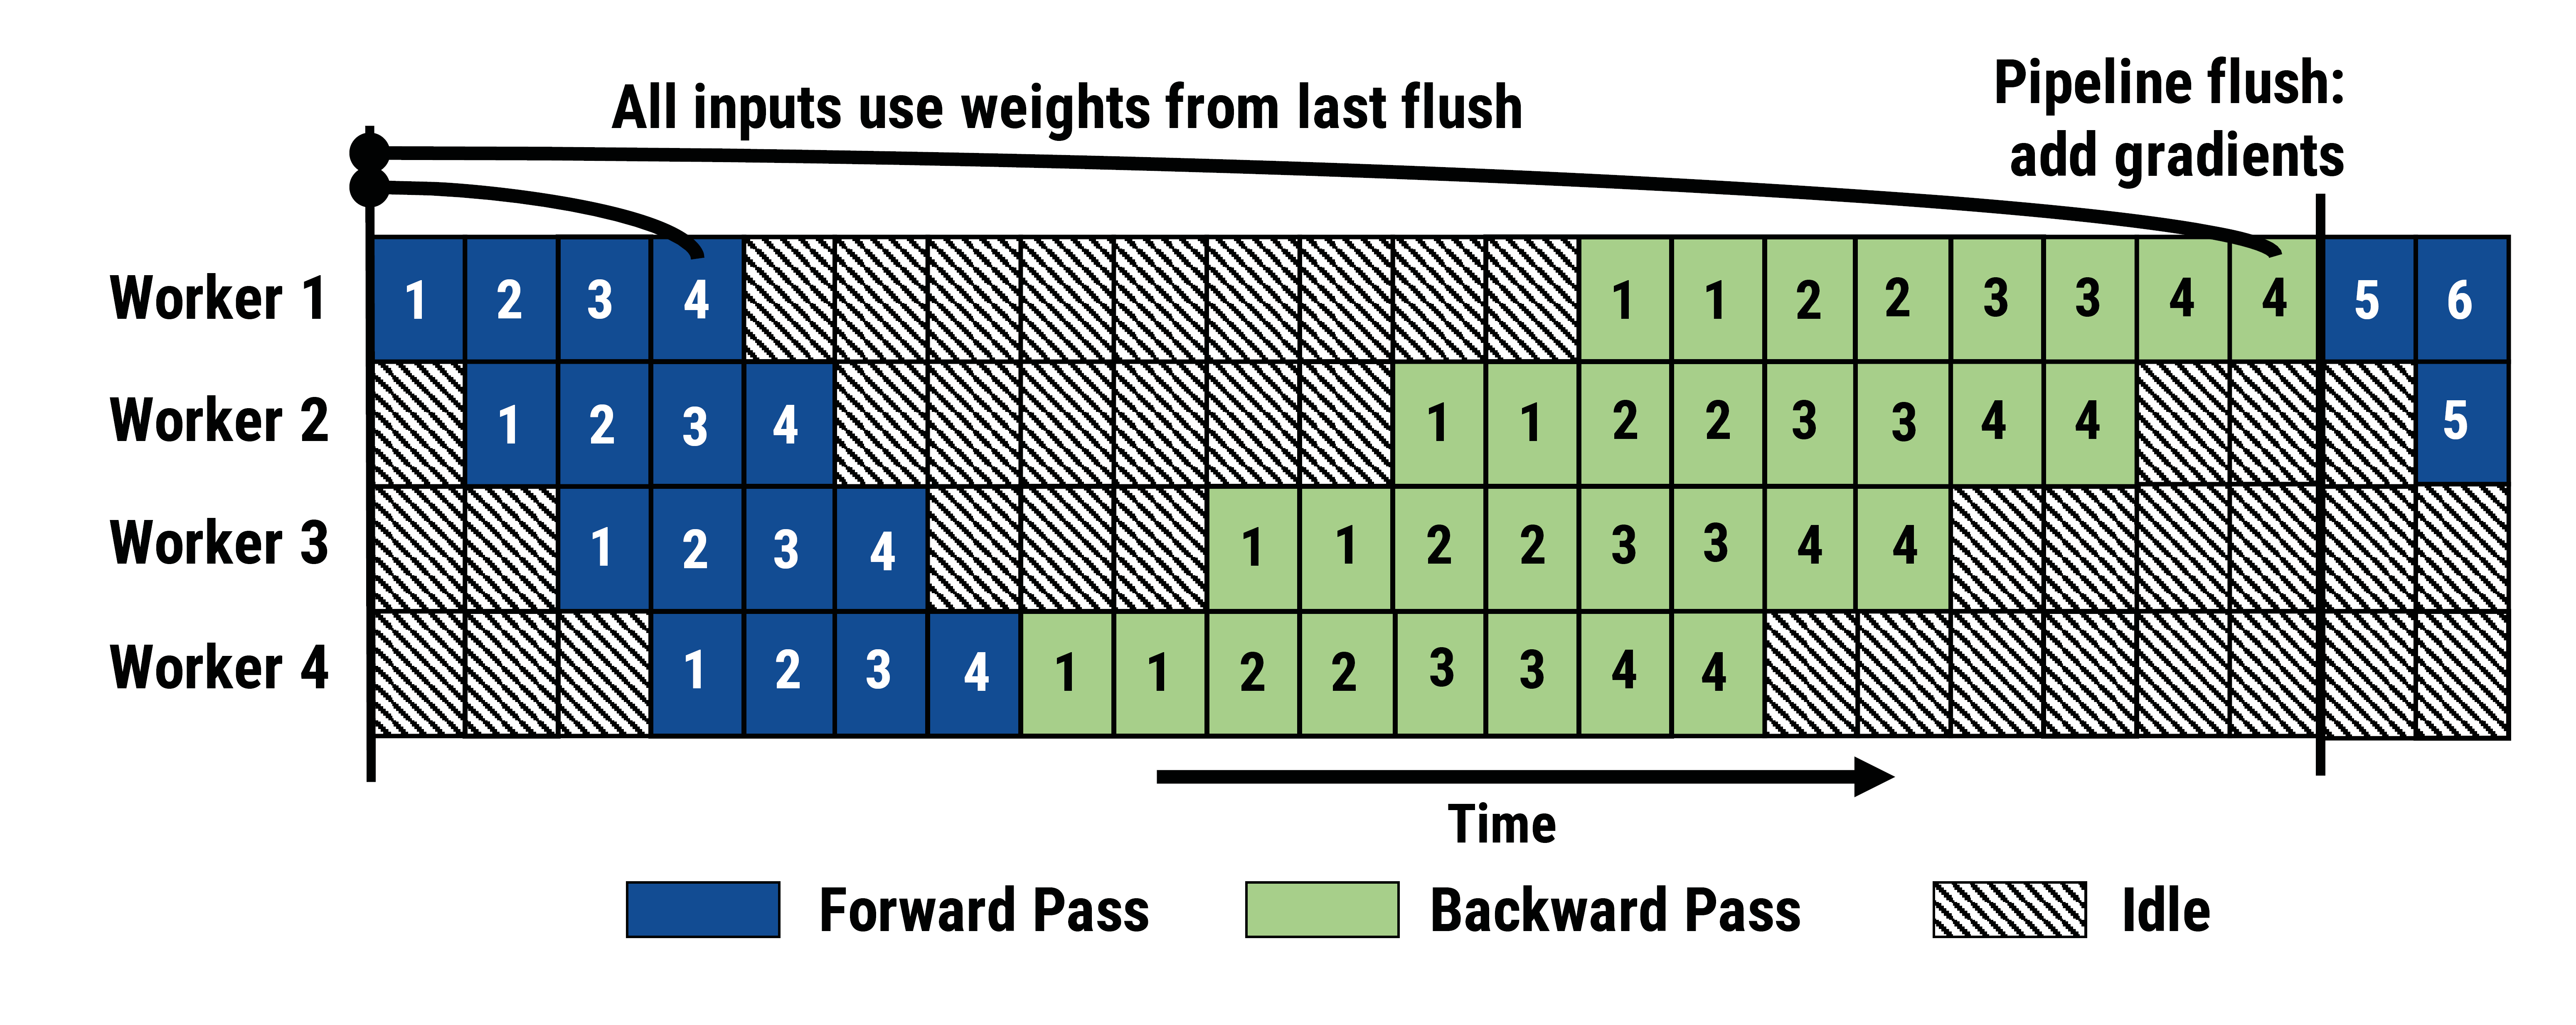 All inputs use weights from last flush
Pipeline flush:
add gradients
Worker 1 1 2 3 4 1 1 2 2 3 3 4 4 5 6
Worker 2 1 2 3 4 1 1 2 2 3 3 4 4 5
Worker 3 1 2 3 4 1 1 2 2 3 3 4 4
Worker 4 1 2 3 4 1 1 2 2 3 3 4 4
Time
Forward Pass Backward Pass Idle